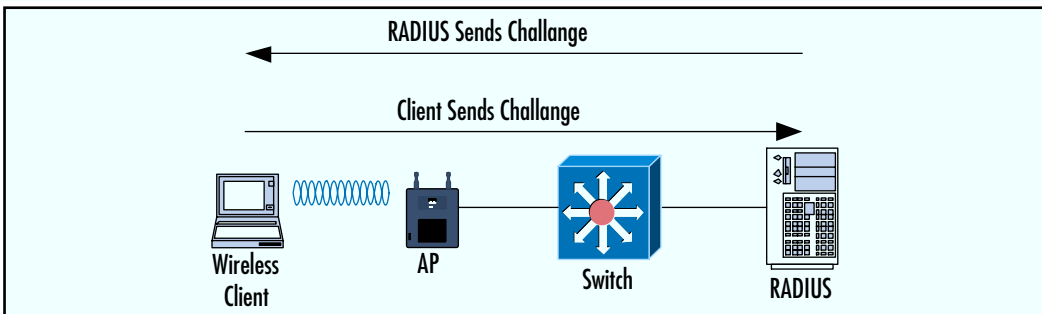 RADIUS Sends Challange
Client Sends Challange
Wireless
Client
AP
Switch
RADIUS